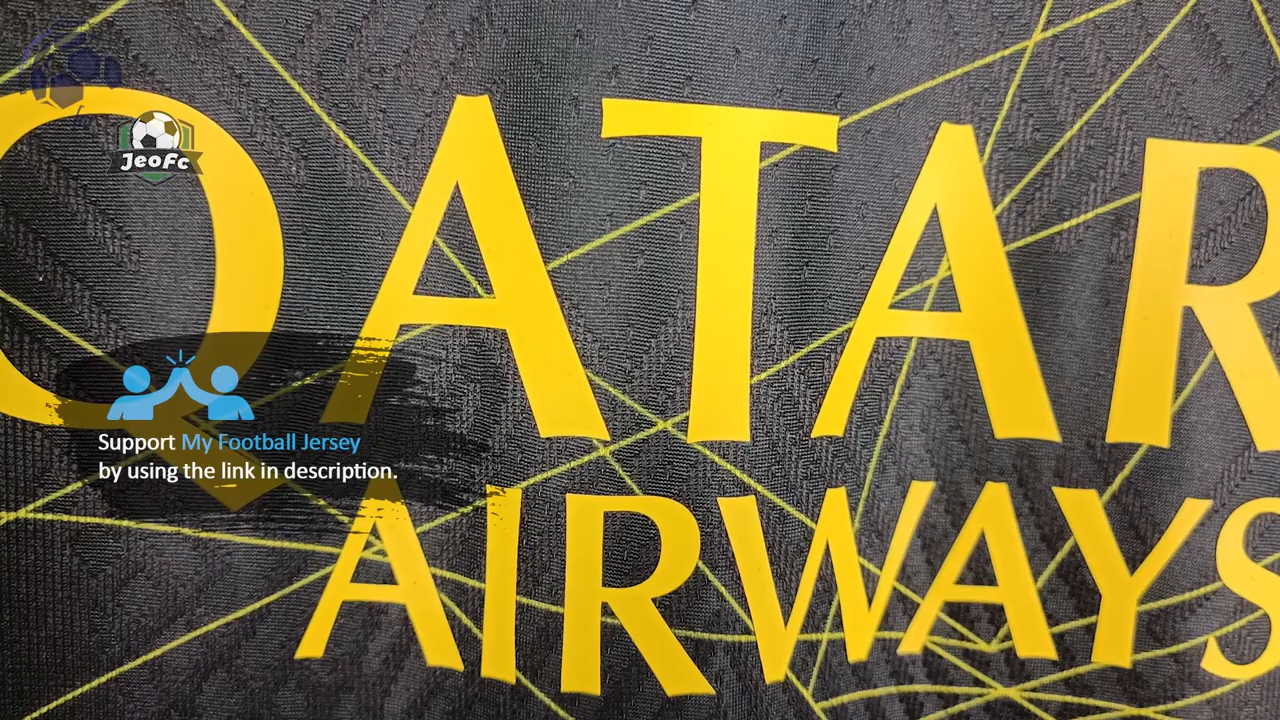 QATAR
JeoFc
Support My Football Jersey
by using the link in description.
AIRWAYS